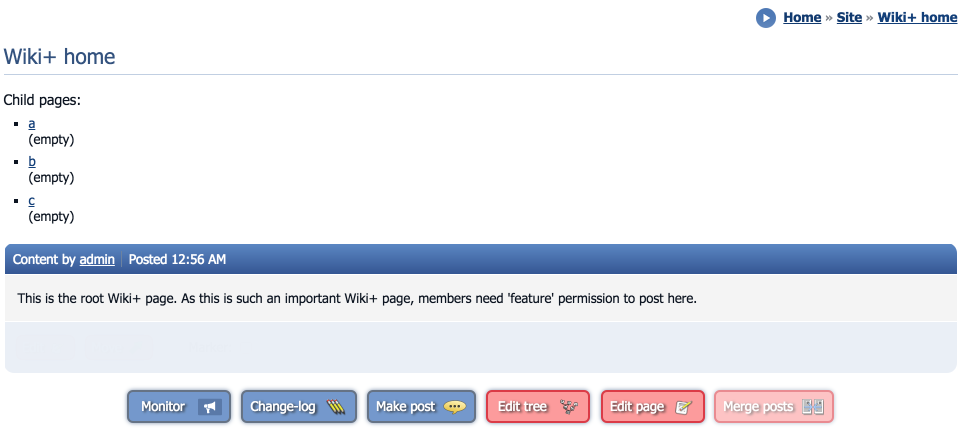 Home » Site » Wiki+ home
Wiki+ home
Child pages:
a
(empty)
b
(empty)
c
(empty)
Content by admin Posted 12:56 AM
This is the root Wiki+ page. As this is such an important Wiki+ page, members need 'feature' permission to post here.
Monitor Change-log Make post Edit tree Edit page Merge posts